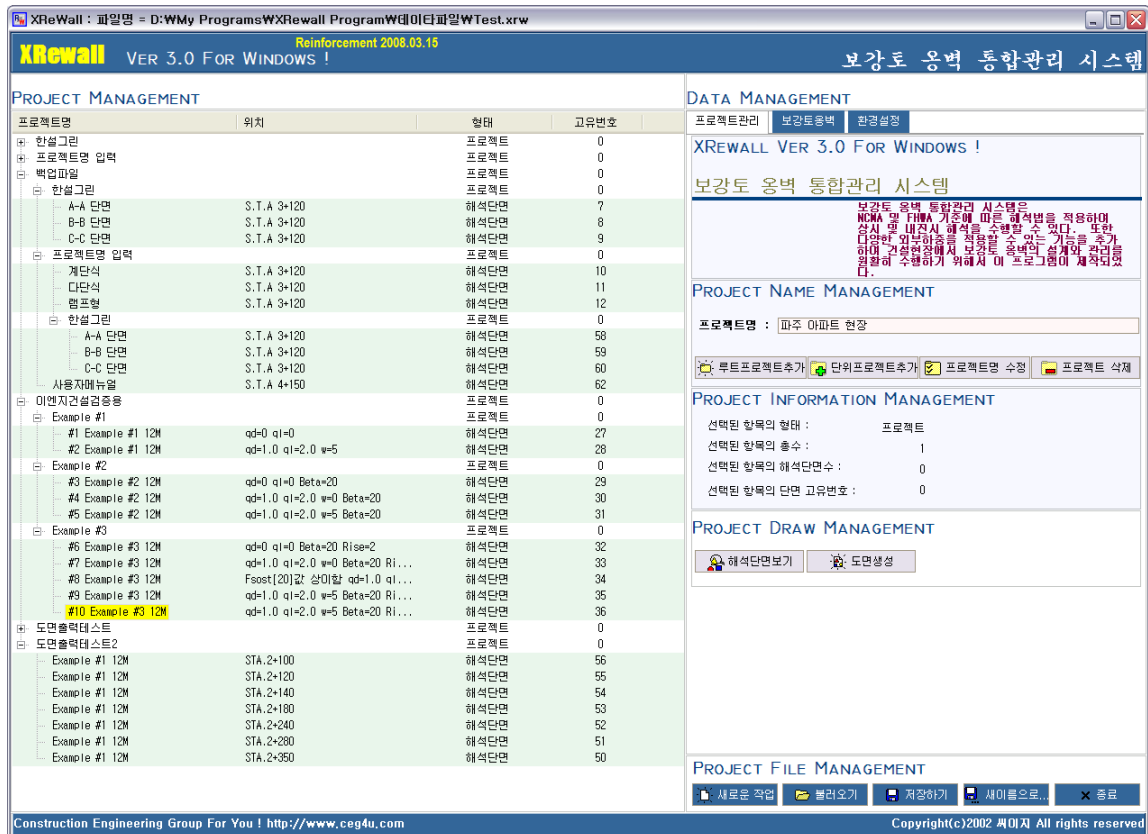 XReWall : 파일명 = D:₩My Programs₩XRewall Program₩데이타파일₩Test.xrw
Reinforcement 2008.03.15
XRewall VER 3.0 FOR WINDOWS !
보강토 옹벽 통합관리 시스템
PROJECT MANAGEMENT
프로젝트명 위치 형태 고유번호
한설그린 프로젝트 0
프로젝트명 입력 프로젝트 0
백업파일 프로젝트 0
한설그린 프로젝트 0
A-A 단면 S.T.A 3+120 해석단면 7
B-B 단면 S.T.A 3+120 해석단면 8
C-C 단면 S.T.A 3+120 해석단면 9
프로젝트명 입력 프로젝트 0
계단식 S.T.A 3+120 해석단면 10
다단식 S.T.A 3+120 해석단면 11
램프형 S.T.A 3+120 해석단면 12
한설그린 프로젝트 0
A-A 단면 S.T.A 3+120 해석단면 58
B-B 단면 S.T.A 3+120 해석단면 59
C-C 단면 S.T.A 3+120 해석단면 60
사용자메뉴얼 S.T.A 4+150 해석단면 62
이엔지건설검증용 프로젝트 0
Example #1 프로젝트 0
#1 Example #1 12M qd=0 ql=0 해석단면 27
#2 Example #1 12M qd=1.0 ql=2.0 w=5 해석단면 28
Example #2 프로젝트 0
#3 Example #2 12M qd=0 ql=0 Beta=20 해석단면 29
#4 Example #2 12M qd=1.0 ql=2.0 w=0 Beta=20 해석단면 30
#5 Example #2 12M qd=1.0 ql=2.0 w=5 Beta=20 해석단면 31
Example #3 프로젝트 0
#6 Example #3 12M qd=0 ql=0 Beta=20 Rise=2 해석단면 32
#7 Example #3 12M qd=1.0 ql=2.0 w=0 Beta=20 Ri... 해석단면 33
#8 Example #3 12M Fsost[20]값 상이함 qd=1.0 ql... 해석단면 34
#9 Example #3 12M qd=1.0 ql=2.0 w=5 Beta=20 Ri... 해석단면 35
#10 Example #3 12M qd=1.0 ql=2.0 w=5 Beta=20 Ri... 해석단면 36
도면출력테스트 프로젝트 0
도면출력테스트2 프로젝트 0
Example #1 12M STA.2+100 해석단면 56
Example #1 12M STA.2+120 해석단면 55
Example #1 12M STA.2+140 해석단면 54
Example #1 12M STA.2+180 해석단면 53
Example #1 12M STA.2+240 해석단면 52
Example #1 12M STA.2+280 해석단면 51
Example #1 12M STA.2+350 해석단면 50
DATA MANAGEMENT
프로젝트관리 보강토옹벽 환경설정
XREWALL VER 3.0 FOR WINDOWS !
보강토 옹벽 통합관리 시스템
보강토 옹벽 통합관리 시스템은
NCMA 및 FHWA 기준에 따른 해석법을 적용하여
상시 및 내진시 해석을 수행할 수 있다. 또한
다양한 외부하중을 적용할 수 있는 기능을 추가
하여 건설현장에서 보강토 옹벽의 설계와 관리를
원활히 수행하기 위해서 이 프로그램이 제작되었
다.
PROJECT NAME MANAGEMENT
프로젝트명 : 파주 아파트 현장
루트프로젝트추가 단위프로젝트추가 프로젝트명 수정 프로젝트 삭제
PROJECT INFORMATION MANAGEMENT
선택된 항목의 형태 : 프로젝트
선택된 항목의 총수 : 1
선택된 항목의 해석단면수 : 0
선택된 항목의 단면 고유번호 : 0
PROJECT DRAW MANAGEMENT
해석단면보기 도면생성
PROJECT FILE MANAGEMENT
새로운 작업 불러오기 저장하기 새이름으로... 종료
Construction Engineering Group For You ! http://www.ceg4u.com
Copyright(c)2002 씨이지 All rights reserved